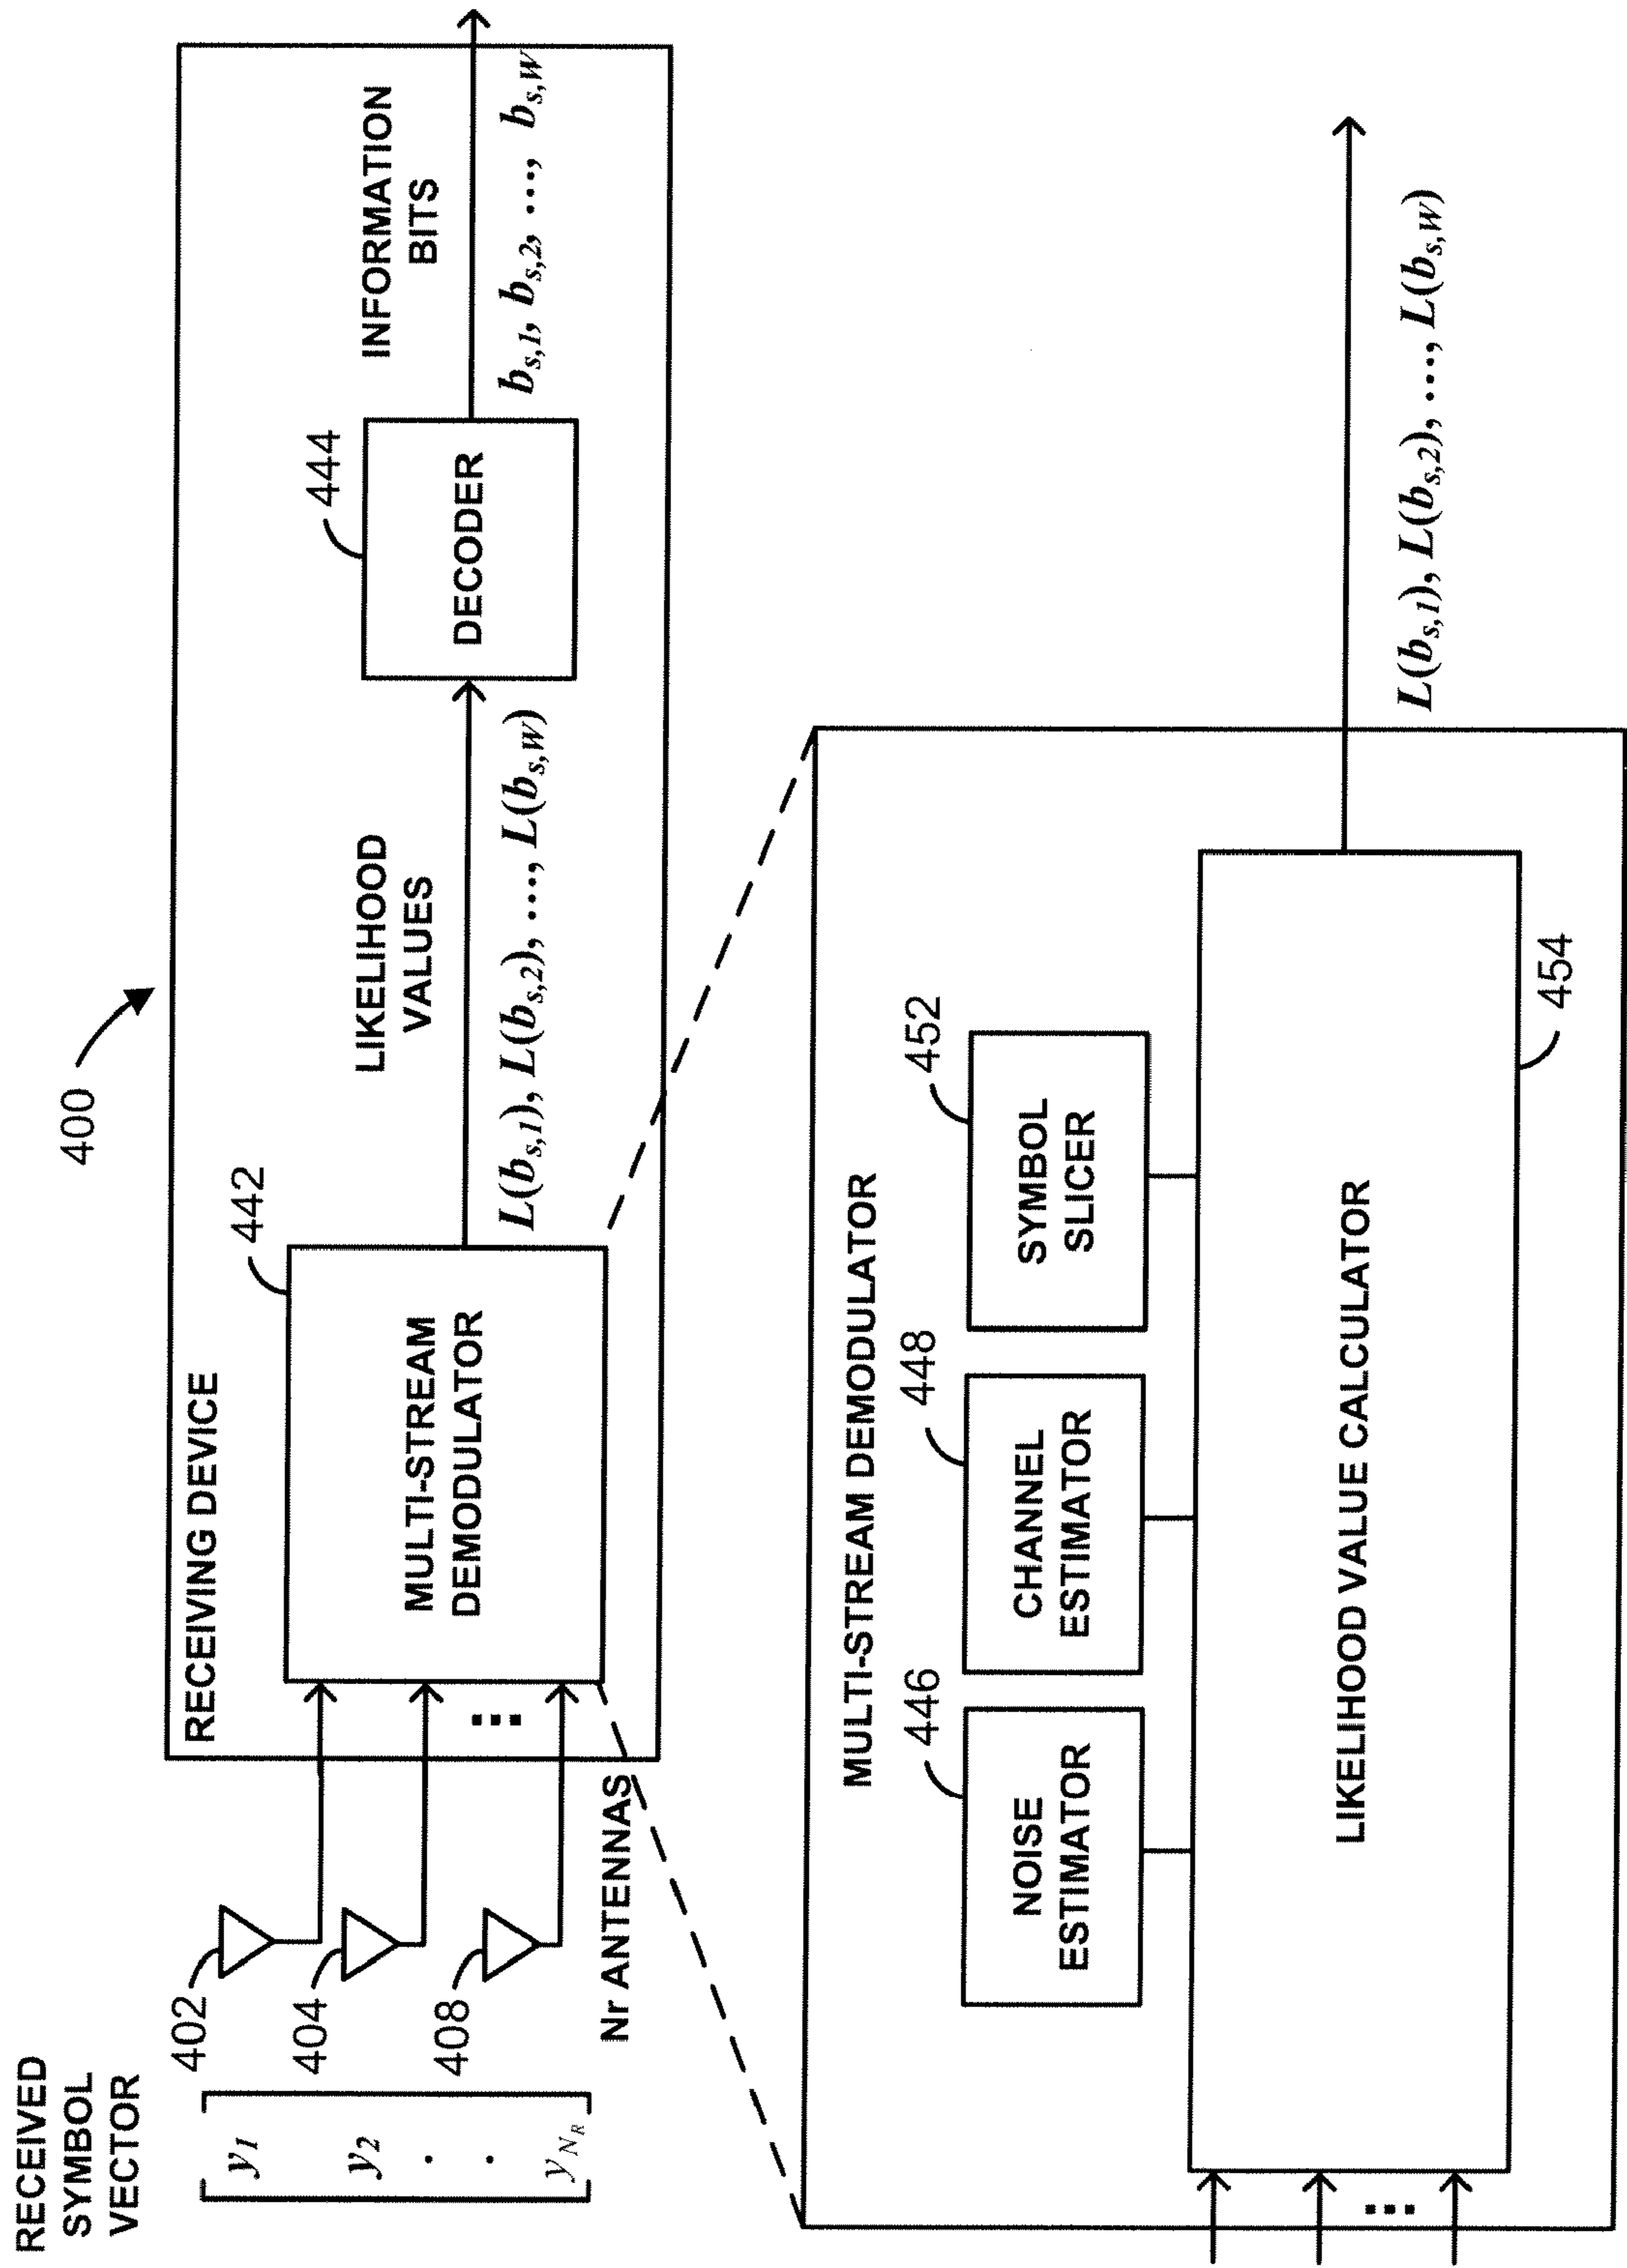 400
RECEIVED
SYMBOL
VECTOR
y1
y2
.
.
yNR
402
404
408
Nr ANTENNAS
RECEIVING DEVICE
442
MULTI-STREAM
DEMODULATOR
...
LIKELIHOOD
VALUES
L(bs,1), L(bs,2), ..., L(bs,W)
444
DECODER
INFORMATION
BITS
bs,1, bs,2, ..., bs,W
MULTI-STREAM DEMODULATOR
446
NOISE
ESTIMATOR
448
CHANNEL
ESTIMATOR
452
SYMBOL
SLICER
LIKELIHOOD VALUE CALCULATOR
454
...
L(bs,1), L(bs,2), ..., L(bs,W)